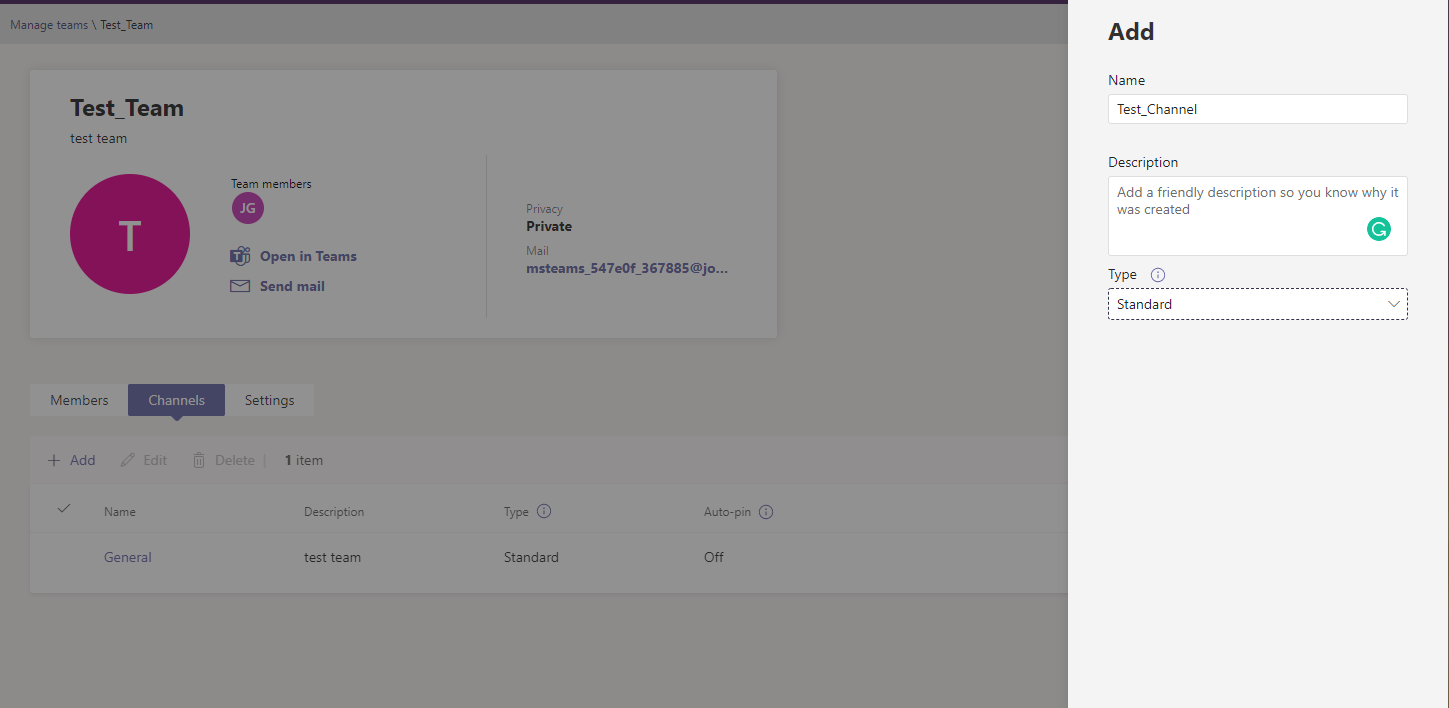 Manage teams \ Test_Team
Test_Team
test team
T
Team members
JG
Open in Teams
Send mail
Privacy
Private
Mail
msteams_547e0f_367885@jo...
Members
Channels
Settings
Add
Edit
Delete
1 item
Name
Description
Type
Auto-pin
General
test team
Standard
Off
Add
Name
Test_Channel
Description
Add a friendly description so you know why it
was created
Type
Standard